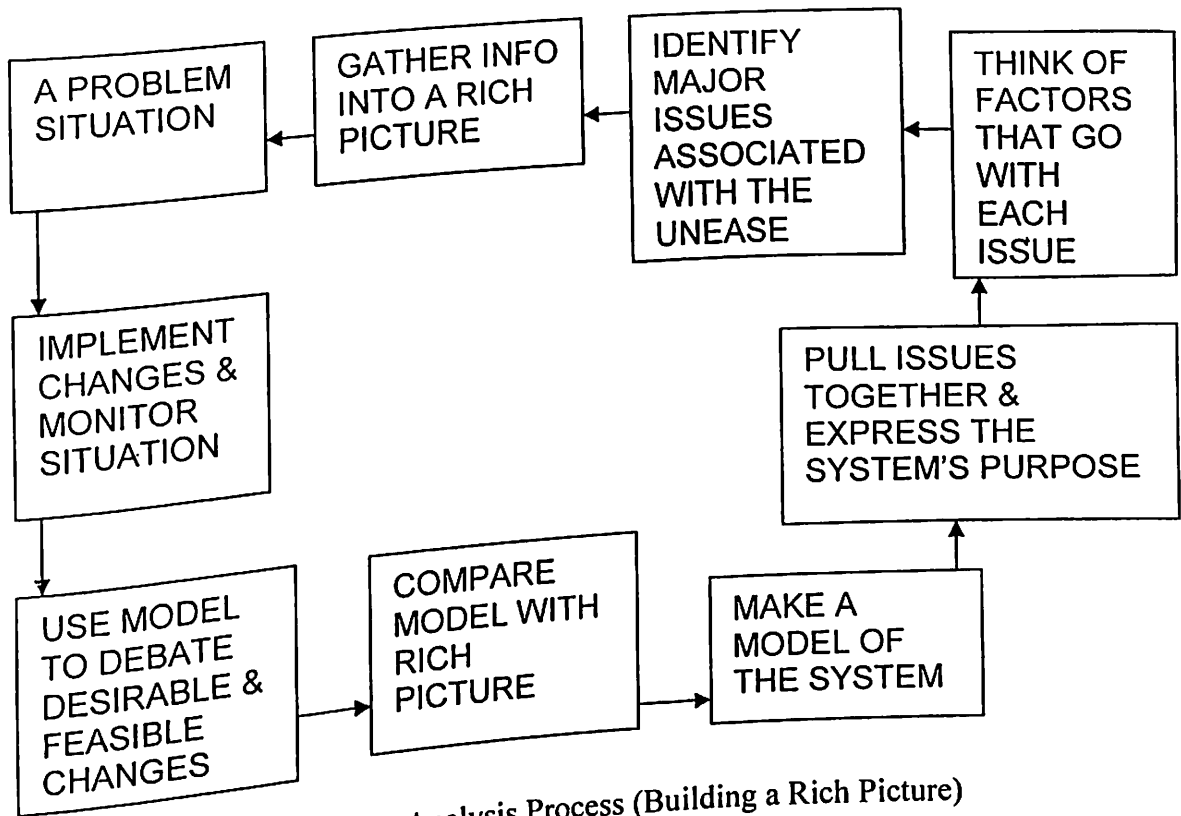 A PROBLEM
SITUATION
GATHER INFO
INTO A RICH
PICTURE
IDENTIFY
MAJOR
ISSUES
ASSOCIATED
WITH THE
UNEASE
THINK OF
FACTORS
THAT GO
WITH
EACH
ISSUE
IMPLEMENT
CHANGES &
MONITOR
SITUATION
PULL ISSUES
TOGETHER &
EXPRESS THE
SYSTEM'S PURPOSE
USE MODEL
TO DEBATE
DESIRABLE &
FEASIBLE
CHANGES
COMPARE
MODEL WITH
RICH
PICTURE
MAKE A
MODEL OF
THE SYSTEM
Process (Building a Rich Picture)